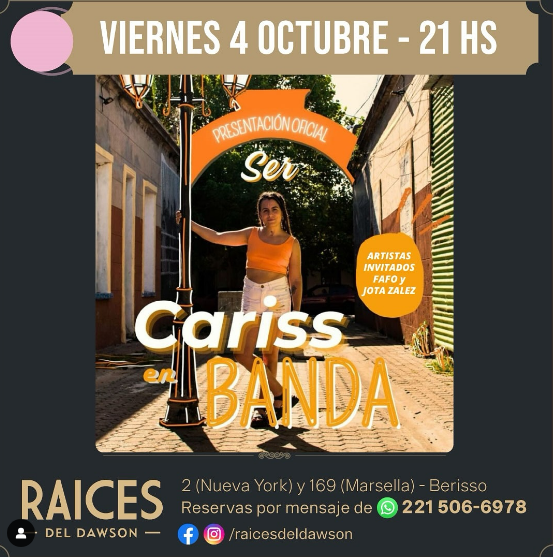 VIERNES 4 OCTUBRE - 21 HS
PRESENTACIÓN OFICIAL
Ser
ARTISTAS
INVITADOS
FAFO y
JOTA ZALEZ
Cariss
en BANDA
RAICES
— DEL DAWSON —
2 (Nueva York) y 169 (Marsella) - Berisso
Reservas por mensaje de 221 506-6978
/raicesdeldawson